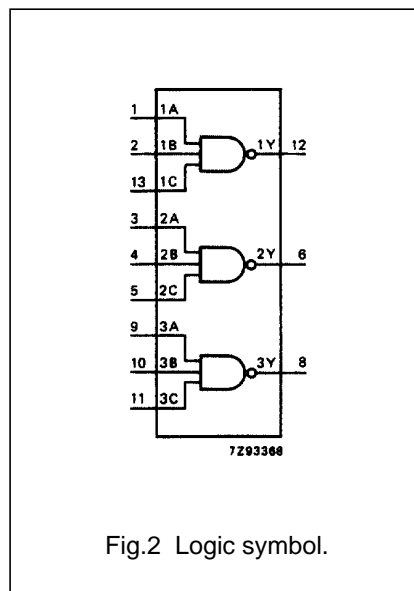 1 1A
2 1B 1Y 12
13 1C
3 2A
4 2B 2Y 6
5 2C
9 3A
10 3B 3Y 8
11 3C
7Z93368
Fig.2 Logic symbol.